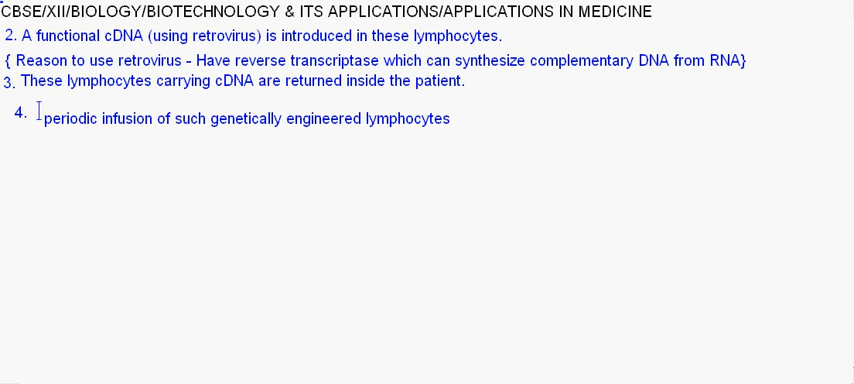 CBSE/XII/BIOLOGY/BIOTECHNOLOGY & ITS APPLICATIONS/APPLICATIONS IN MEDICINE
2. A functional cDNA (using retrovirus) is introduced in these lymphocytes.
{ Reason to use retrovirus - Have reverse transcriptase which can synthesize complementary DNA from RNA}
3. These lymphocytes carrying cDNA are returned inside the patient.
4. periodic infusion of such genetically engineered lymphocytes